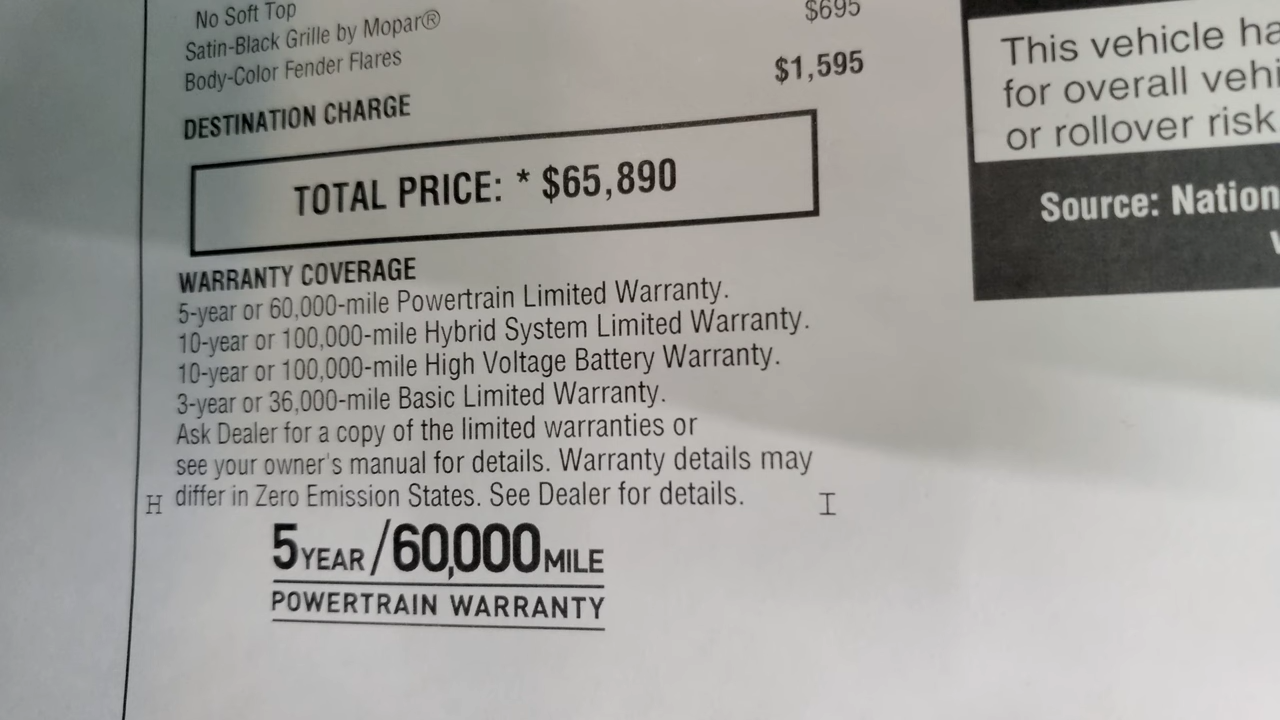 No Soft Top
$695
Satin-Black Grille by Mopar®
Body-Color Fender Flares
$1,595
DESTINATION CHARGE
TOTAL PRICE: * $65,890
WARRANTY COVERAGE
5-year or 60,000-mile Powertrain Limited Warranty.
10-year or 100,000-mile Hybrid System Limited Warranty.
10-year or 100,000-mile High Voltage Battery Warranty.
3-year or 36,000-mile Basic Limited Warranty.
Ask Dealer for a copy of the limited warranties or
see your owner's manual for details. Warranty details may
H differ in Zero Emission States. See Dealer for details. I
5 YEAR / 60,000 MILE
POWERTRAIN WARRANTY
This vehicle ha
for overall vehi
or rollover risk
Source: Nation